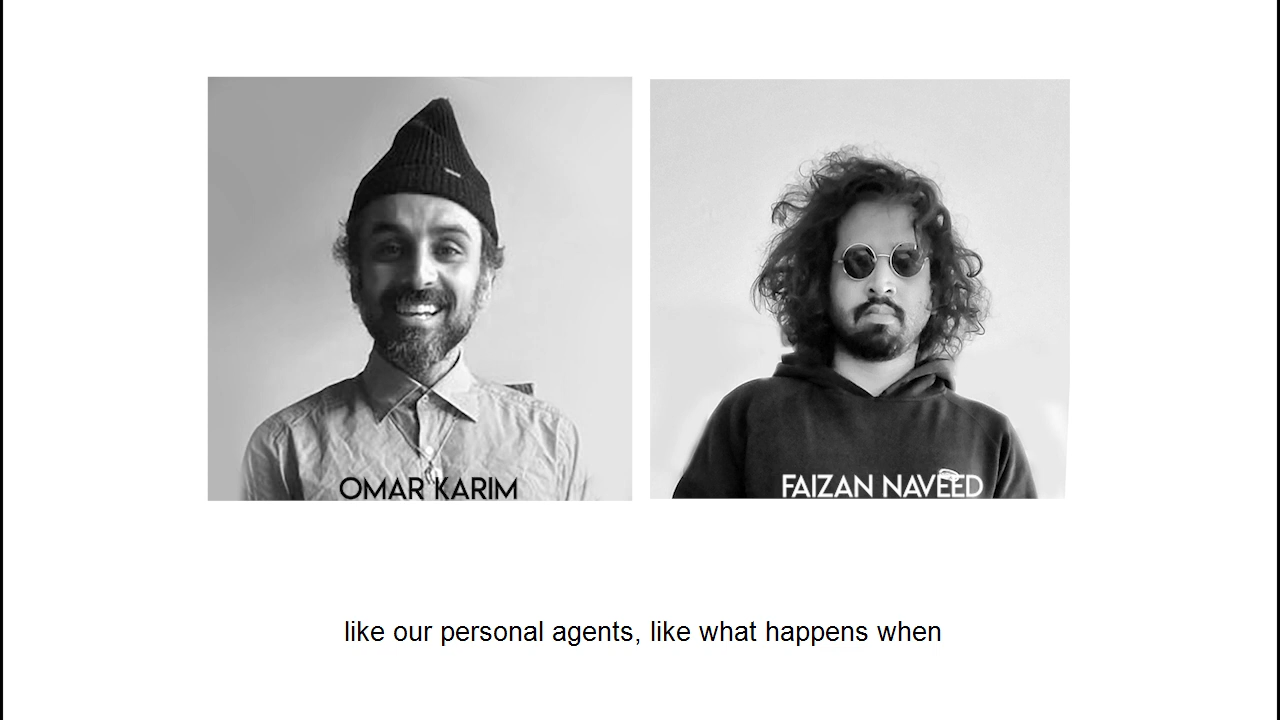 OMAR KARIM
FAIZAN NAVEED
like our personal agents, like what happens when